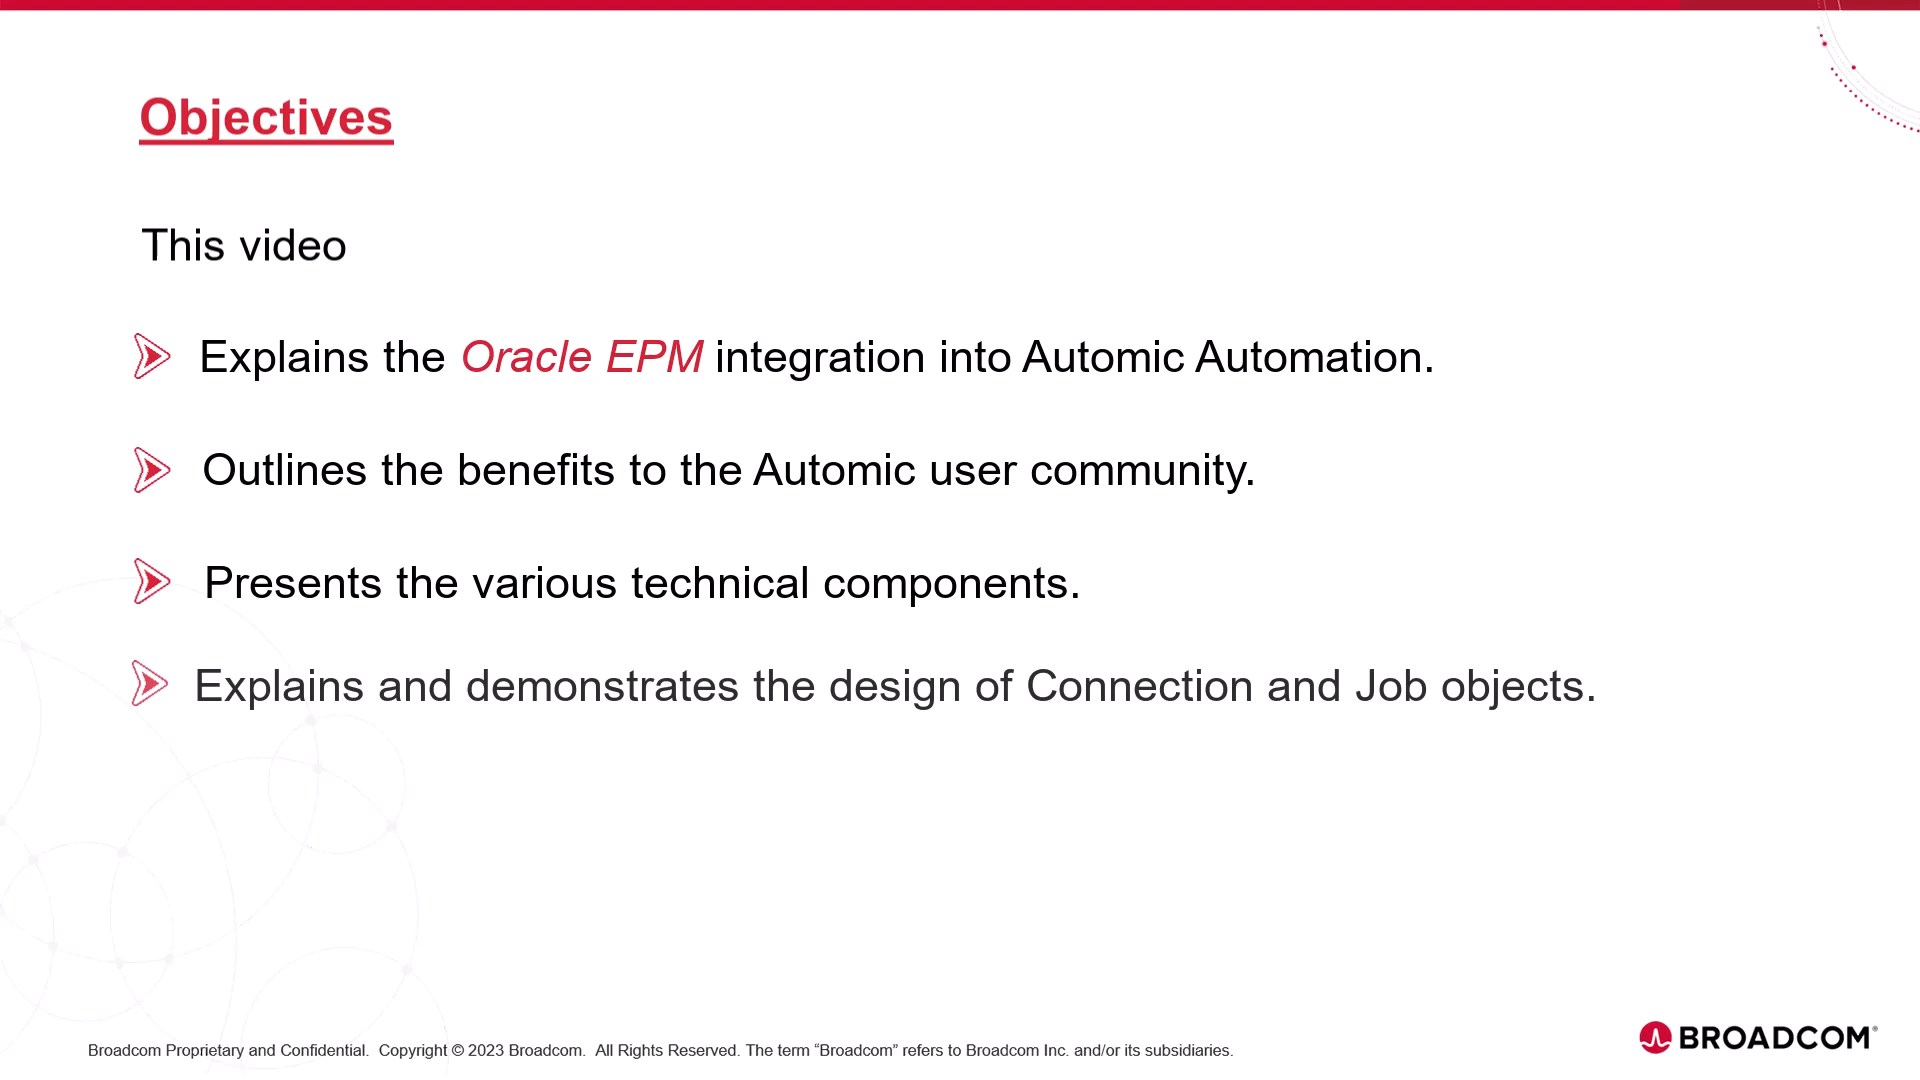 Objectives
This video
Explains the Oracle EPM integration into Automic Automation.
Outlines the benefits to the Automic user community.
Presents the various technical components.
Explains and demonstrates the design of Connection and Job objects.
Broadcom Proprietary and Confidential. Copyright © 2023 Broadcom. All Rights Reserved. The term “Broadcom” refers to Broadcom Inc. and/or its subsidiaries.
BROADCOM®